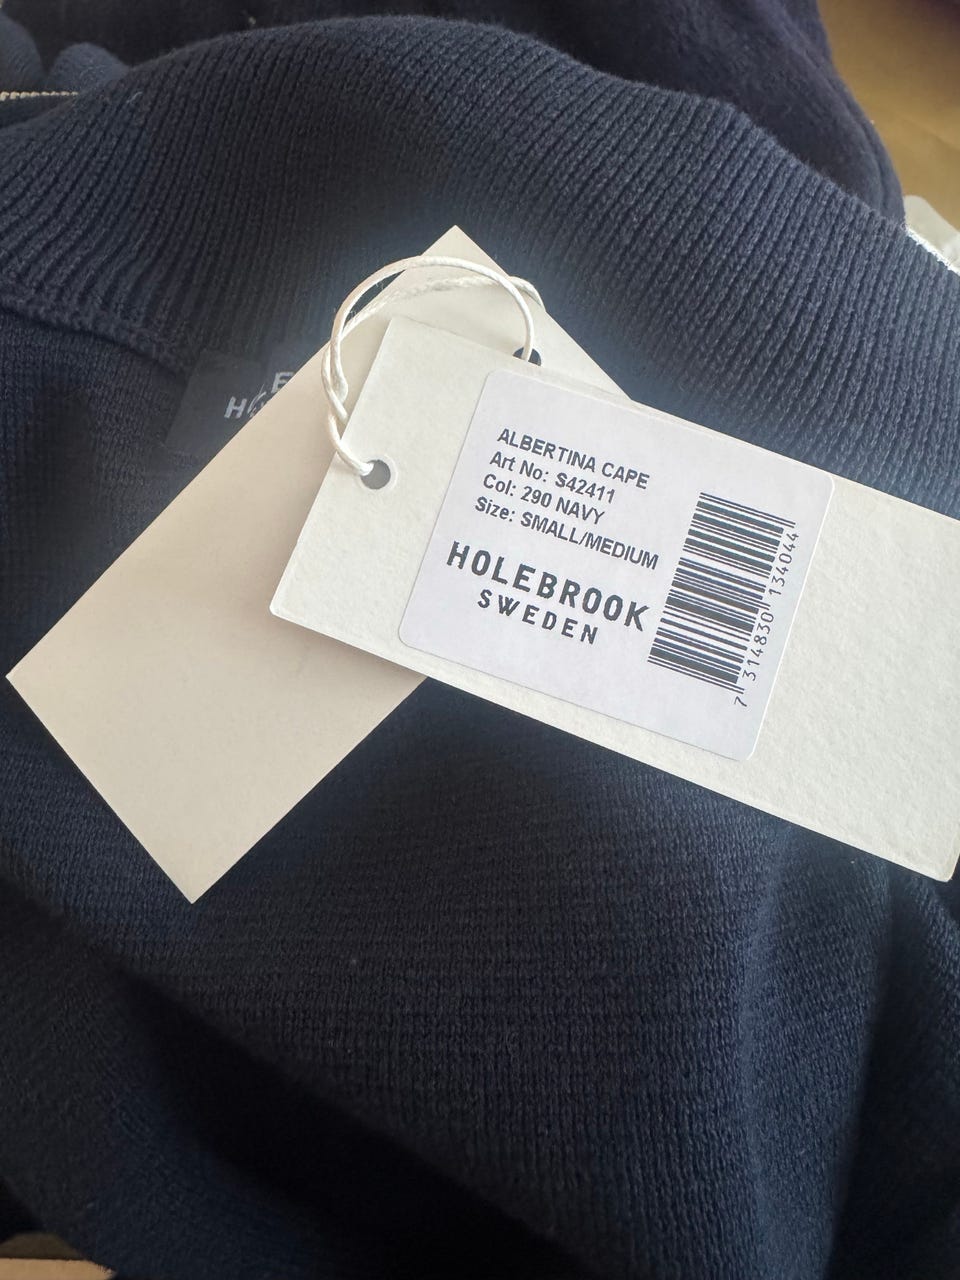 ALBERTINA CAPE
Art No: S42411
Col: 290 NAVY
Size: SMALL/MEDIUM
HOLEBROOK
SWEDEN
7 314830 134044